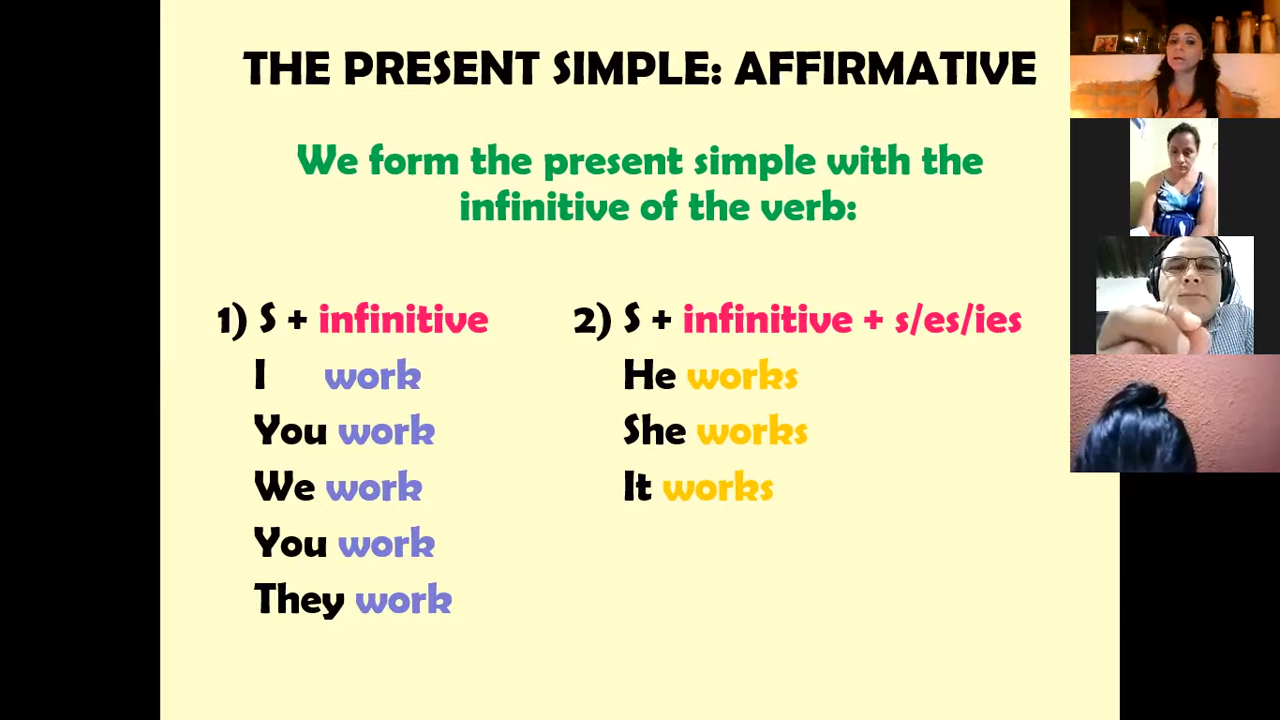 THE PRESENT SIMPLE: AFFIRMATIVE
We form the present simple with the
infinitive of the verb:
1) S + infinitive
I work
You work
We work
You work
They work
2) S + infinitive + s/es/ies
He works
She works
It works